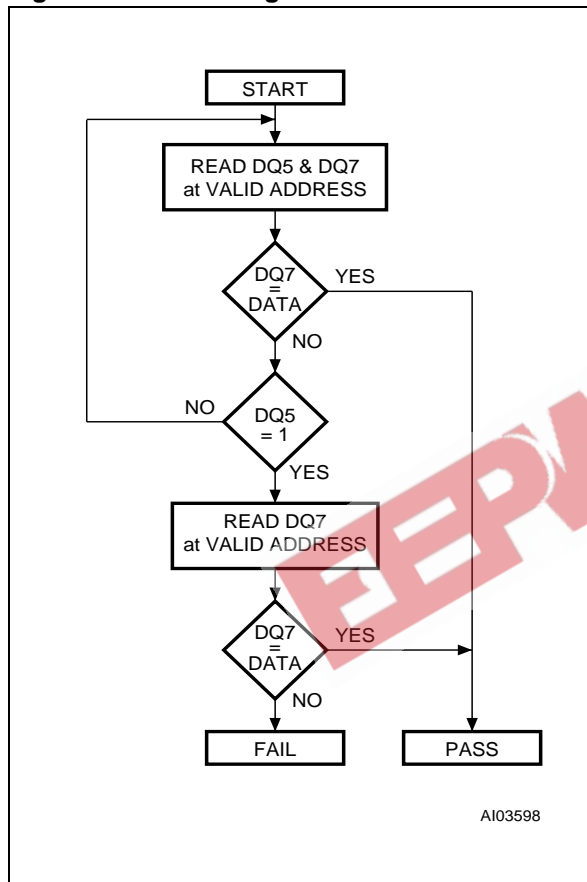 START
READ DQ5 & DQ7
at VALID ADDRESS
DQ7
=
DATA
YES
NO
DQ5
= 1
NO
YES
READ DQ7
at VALID ADDRESS
DQ7
=
DATA
YES
NO
FAIL
PASS
AI03598